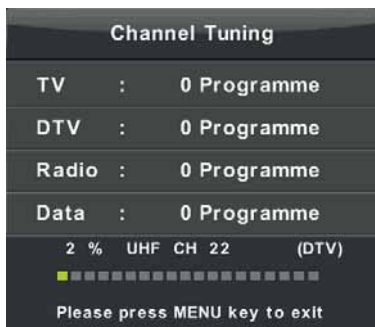 Channel Tuning
TV : 0 Programme
DTV : 0 Programme
Radio : 0 Programme
Data : 0 Programme
2 % UHF CH 22 (DTV)
Please press MENU key to exit